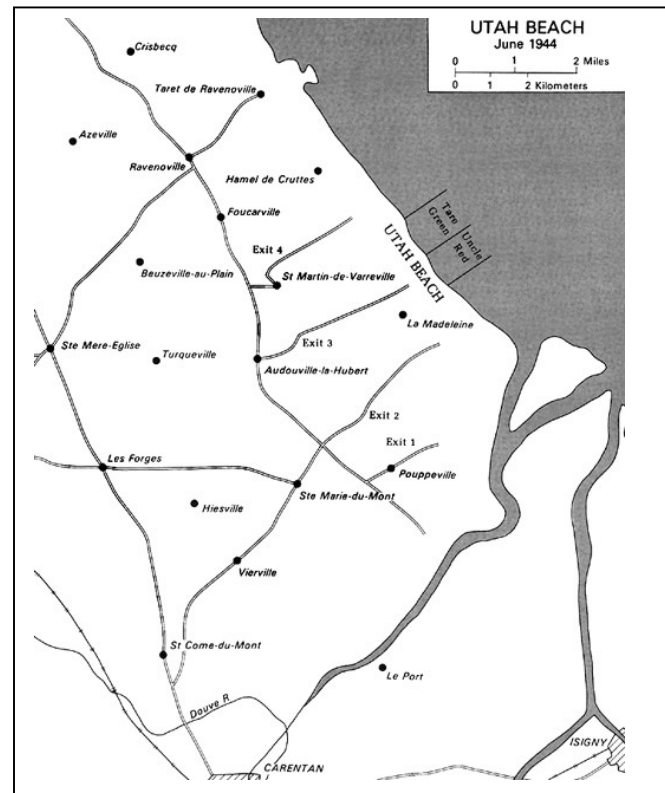 UTAH BEACH
June 1944
0 1 2 Miles
0 1 2 Kilometers
Crisbecq
Taret de Ravenoville
Azeville
Ravenoville
Hamel de Cruttes
Foucarville
Tare
Green
Uncle
Red
UTAH BEACH
Exit 4
Beuzeville-au-Plain
St Martin-de-Varreville
La Madeleine
Exit 3
Ste Mere-Eglise
Turqueville
Audouville-la-Hubert
Exit 2
Exit 1
Les Forges
Pouppeville
Ste Marie-du-Mont
Hiesville
Vierville
St Come-du-Mont
Le Port
Douve R
ISIGNY
CARENTAN